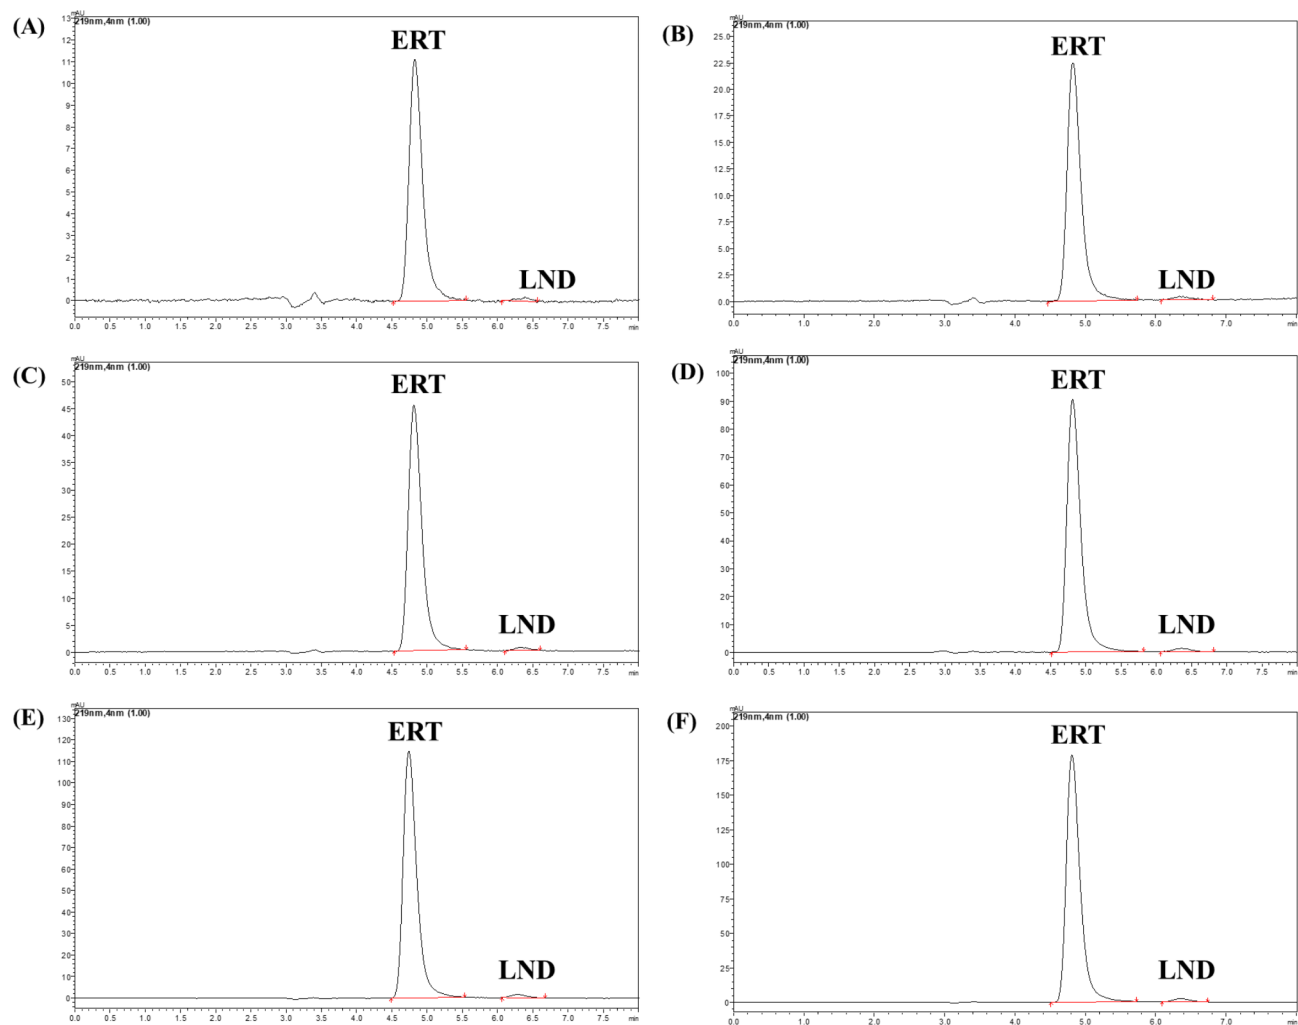 (A)
mAU
219nm,4nm (1.00)
ERT
LND
13
12
11
10
9
8
7
6
5
4
3
2
1
0
0.0 0.5 1.0 1.5 2.0 2.5 3.0 3.5 4.0 4.5 5.0 5.5 6.0 6.5 7.0 7.5 min
(B)
mAU
219nm,4nm (1.00)
ERT
LND
25.0
22.5
20.0
17.5
15.0
12.5
10.0
7.5
5.0
2.5
0.0
0.0 1.0 2.0 3.0 4.0 5.0 6.0 7.0 min
(C)
mAU
219nm,4nm (1.00)
ERT
LND
50
45
40
35
30
25
20
15
10
5
0
0.0 0.5 1.0 1.5 2.0 2.5 3.0 3.5 4.0 4.5 5.0 5.5 6.0 6.5 7.0 7.5 min
(D)
mAU
219nm,4nm (1.00)
ERT
LND
100
90
80
70
60
50
40
30
20
10
0
0.0 0.5 1.0 1.5 2.0 2.5 3.0 3.5 4.0 4.5 5.0 5.5 6.0 6.5 7.0 7.5 min
(E)
mAU
219nm,4nm (1.00)
ERT
LND
130
120
110
100
90
80
70
60
50
40
30
20
10
0
0.0 0.5 1.0 1.5 2.0 2.5 3.0 3.5 4.0 4.5 5.0 5.5 6.0 6.5 7.0 7.5 min
(F)
mAU
219nm,4nm (1.00)
ERT
LND
200
175
150
125
100
75
50
25
0
0.0 1.0 2.0 3.0 4.0 5.0 6.0 7.0 min